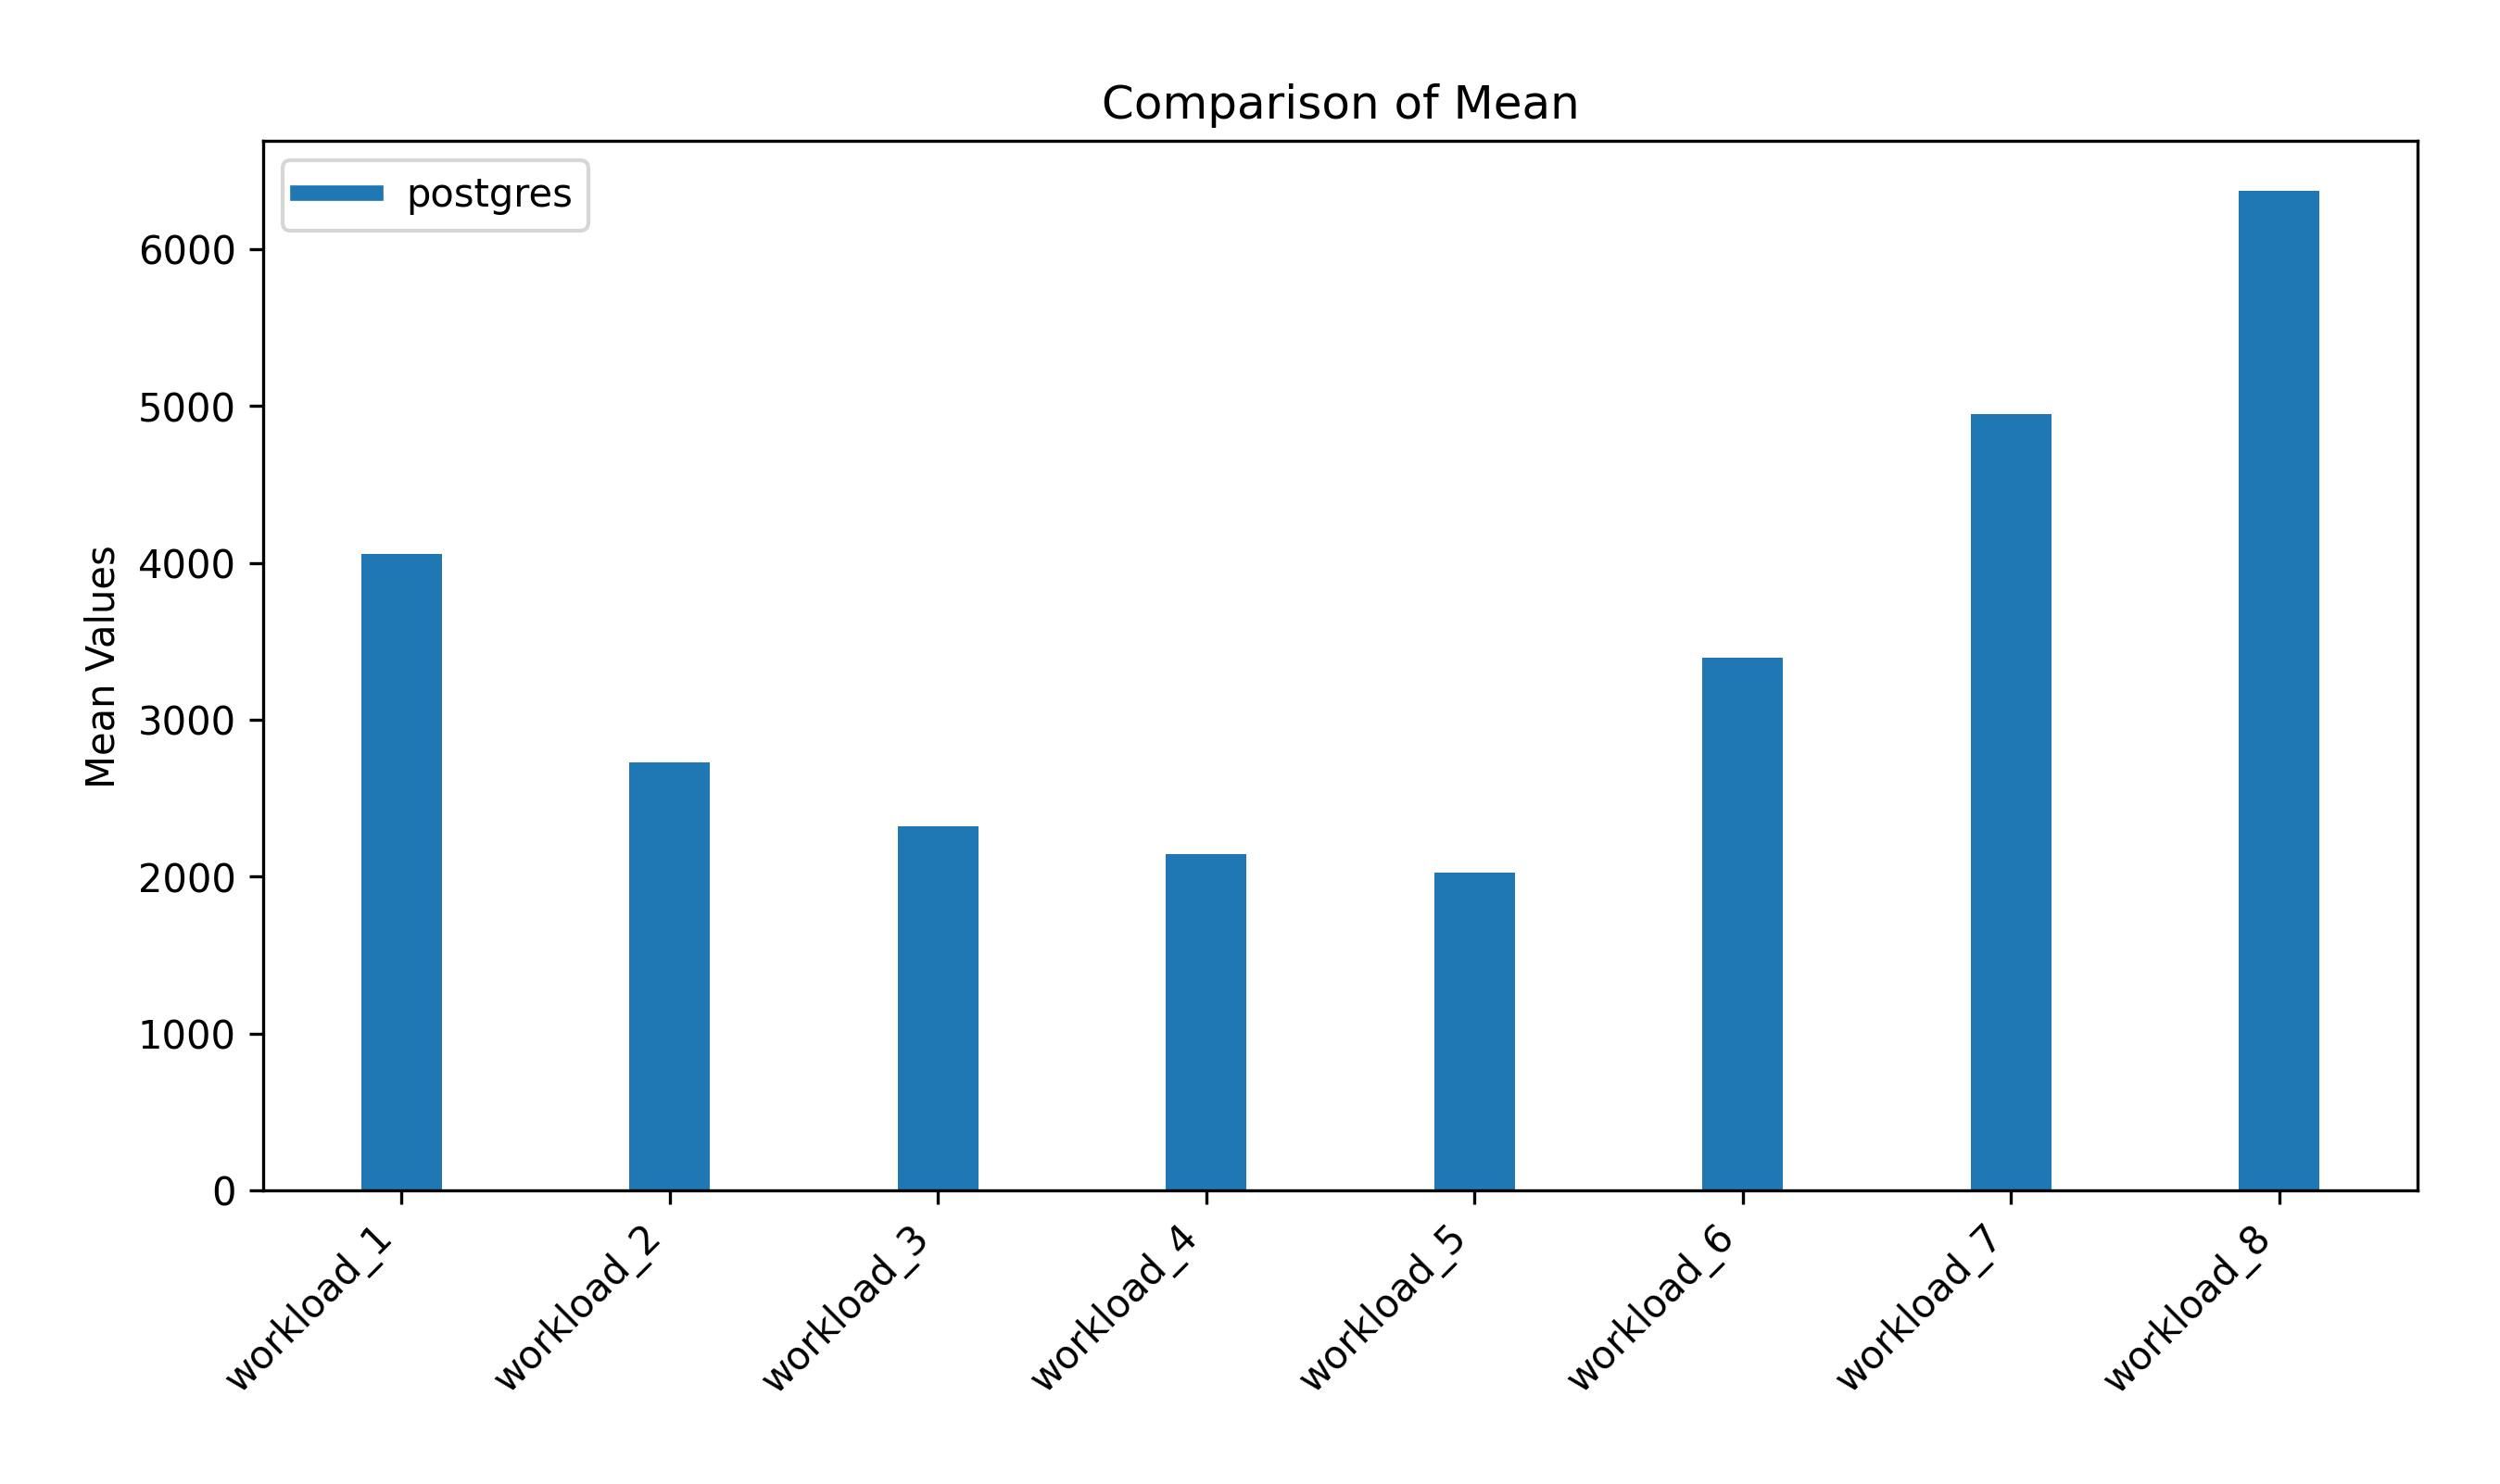 Comparison of Mean
postgres
Mean Values
6000
5000
4000
3000
2000
1000
0
workload_1
workload_2
workload_3
workload_4
workload_5
workload_6
workload_7
workload_8